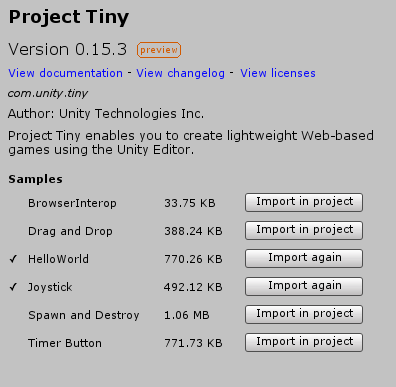 Project Tiny
Version 0.15.3 preview
View documentation - View changelog - View licenses
com.unity.tiny
Author: Unity Technologies Inc.
Project Tiny enables you to create lightweight Web-based
games using the Unity Editor.
Samples
BrowserInterop 33.75 KB Import in project
Drag and Drop 388.24 KB Import in project
✓ HelloWorld 770.26 KB Import again
✓ Joystick 492.12 KB Import again
Spawn and Destroy 1.06 MB Import in project
Timer Button 771.73 KB Import in project